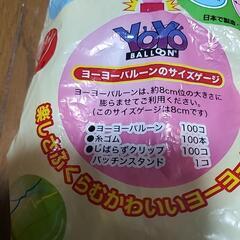 日本で製造
YOYO
BALLOON
ヨーヨーバルーンのサイズゲージ
ヨーヨーバルーンは、約8cm位の大きさに
膨らませてご利用ください。
(このサイズゲージは8cmです)
●ヨーヨーバルーン 100コ
●糸ゴム 100本
●しばらずクリップ 100コ
パッチンスタンド 1コ
楽しさふくらむかわいいヨーヨー